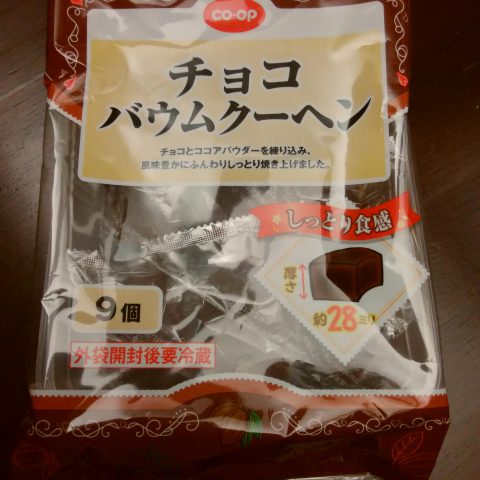 co·op
チョコ
バウムクーヘン
チョコとココアパウダーを練り込み、
風味豊かにふんわりしっとり焼き上げました。
しっとり食感
厚さ
約28ミリ
9個
外袋開封後要冷蔵